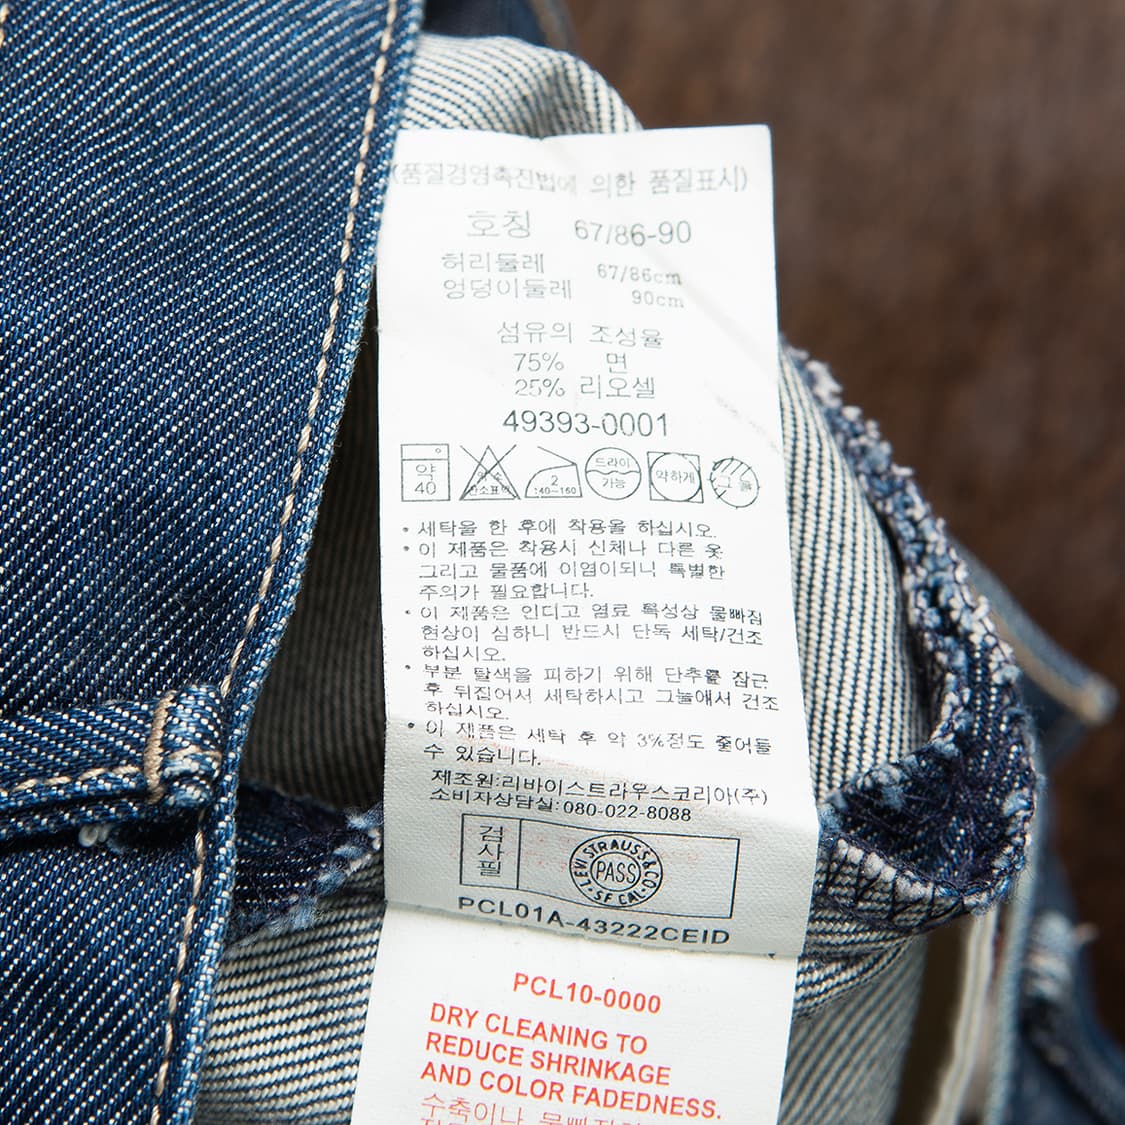 (품질경영촉진법에 의한 품질표시)
호칭 67/86-90
허리둘레 67/86cm
엉덩이둘레 90cm
섬유의 조성율
75% 면
25% 리오셀
49393-0001
약 40
염소 산소표백
2 140~160
드라이 가능
약하게
그늘
• 세탁을 한 후에 착용을 하십시오.
• 이 제품은 착용시 신체나 다른 옷
그리고 물품에 이염이되니 특별한
주의가 필요합니다.
• 이 제품은 인디고 염료 특성상 물빠짐
현상이 심하니 반드시 단독 세탁/건조
하십시오.
• 부분 탈색을 피하기 위해 단추를 잠근
후 뒤집어서 세탁하시고 그늘에서 건조
하십시오.
• 이 제품은 세탁 후 약 3%정도 줄어들
수 있습니다.
제조원:리바이스트라우스코리아(주)
소비자상담실:080-022-8088
검사필
LEVI STRAUSS & CO.
PASS
S F CAL
PCL01A-43222CEID
PCL10-0000
DRY CLEANING TO
REDUCE SHRINKAGE
AND COLOR FADEDNESS.
수축이나